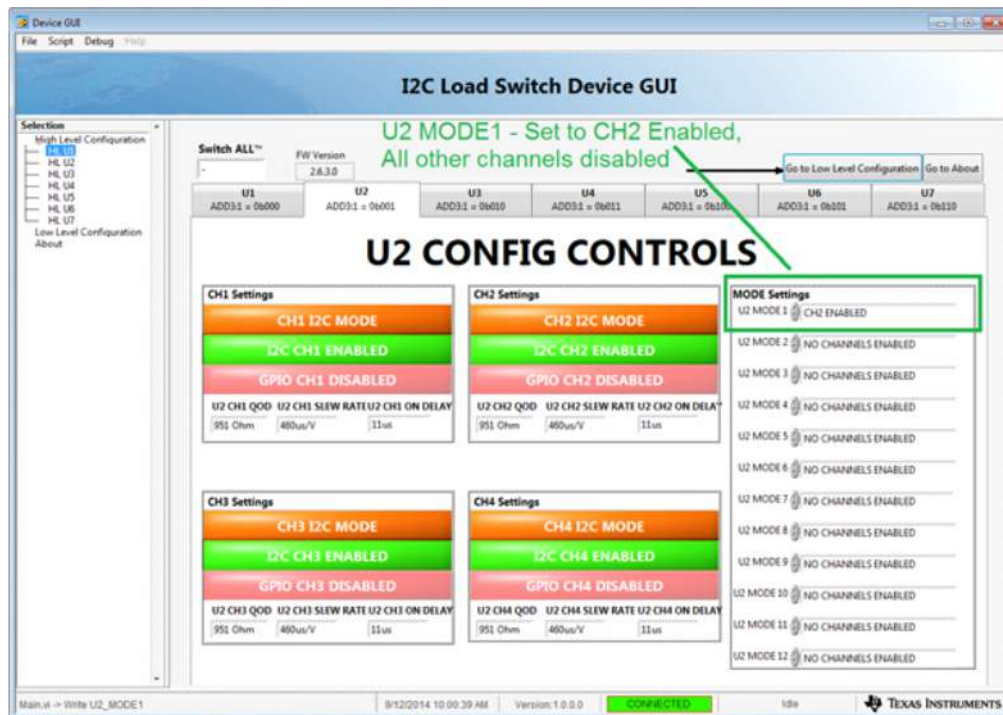 Device GUI
File Script Debug Help
I2C Load Switch Device GUI
Selection
High Level Configuration
HL U1
HL U2
HL U3
HL U4
HL U5
HL U6
HL U7
Low Level Configuration
About
U2 MODE1 - Set to CH2 Enabled,
All other channels disabled
Switch ALL™
-
FW Version
2.6.3.0
Go to Low Level Configuration Go to About
U1 U2 U3 U4 U5 U6 U7
ADD3:1 = 0b000 ADD3:1 = 0b001 ADD3:1 = 0b010 ADD3:1 = 0b011 ADD3:1 = 0b100 ADD3:1 = 0b101 ADD3:1 = 0b110
U2 CONFIG CONTROLS
CH1 Settings
CH1 I2C MODE
I2C CH1 ENABLED
GPIO CH1 DISABLED
U2 CH1 QOD U2 CH1 SLEW RATE U2 CH1 ON DELAY
951 Ohm 460us/V 11us
CH2 Settings
CH2 I2C MODE
I2C CH2 ENABLED
GPIO CH2 DISABLED
U2 CH2 QOD U2 CH2 SLEW RATE U2 CH2 ON DELAY
951 Ohm 460us/V 11us
CH3 Settings
CH3 I2C MODE
I2C CH3 ENABLED
GPIO CH3 DISABLED
U2 CH3 QOD U2 CH3 SLEW RATE U2 CH3 ON DELAY
951 Ohm 460us/V 11us
CH4 Settings
CH4 I2C MODE
I2C CH4 ENABLED
GPIO CH4 DISABLED
U2 CH4 QOD U2 CH4 SLEW RATE U2 CH4 ON DELAY
951 Ohm 460us/V 11us
MODE Settings
U2 MODE 1 CH2 ENABLED
U2 MODE 2 NO CHANNELS ENABLED
U2 MODE 3 NO CHANNELS ENABLED
U2 MODE 4 NO CHANNELS ENABLED
U2 MODE 5 NO CHANNELS ENABLED
U2 MODE 6 NO CHANNELS ENABLED
U2 MODE 7 NO CHANNELS ENABLED
U2 MODE 8 NO CHANNELS ENABLED
U2 MODE 9 NO CHANNELS ENABLED
U2 MODE 10 NO CHANNELS ENABLED
U2 MODE 11 NO CHANNELS ENABLED
U2 MODE 12 NO CHANNELS ENABLED
Main.vi -> Write U2_MODE1 9/12/2014 10:00:39 AM Version:1.0.0.0 CONNECTED Idle TEXAS INSTRUMENTS